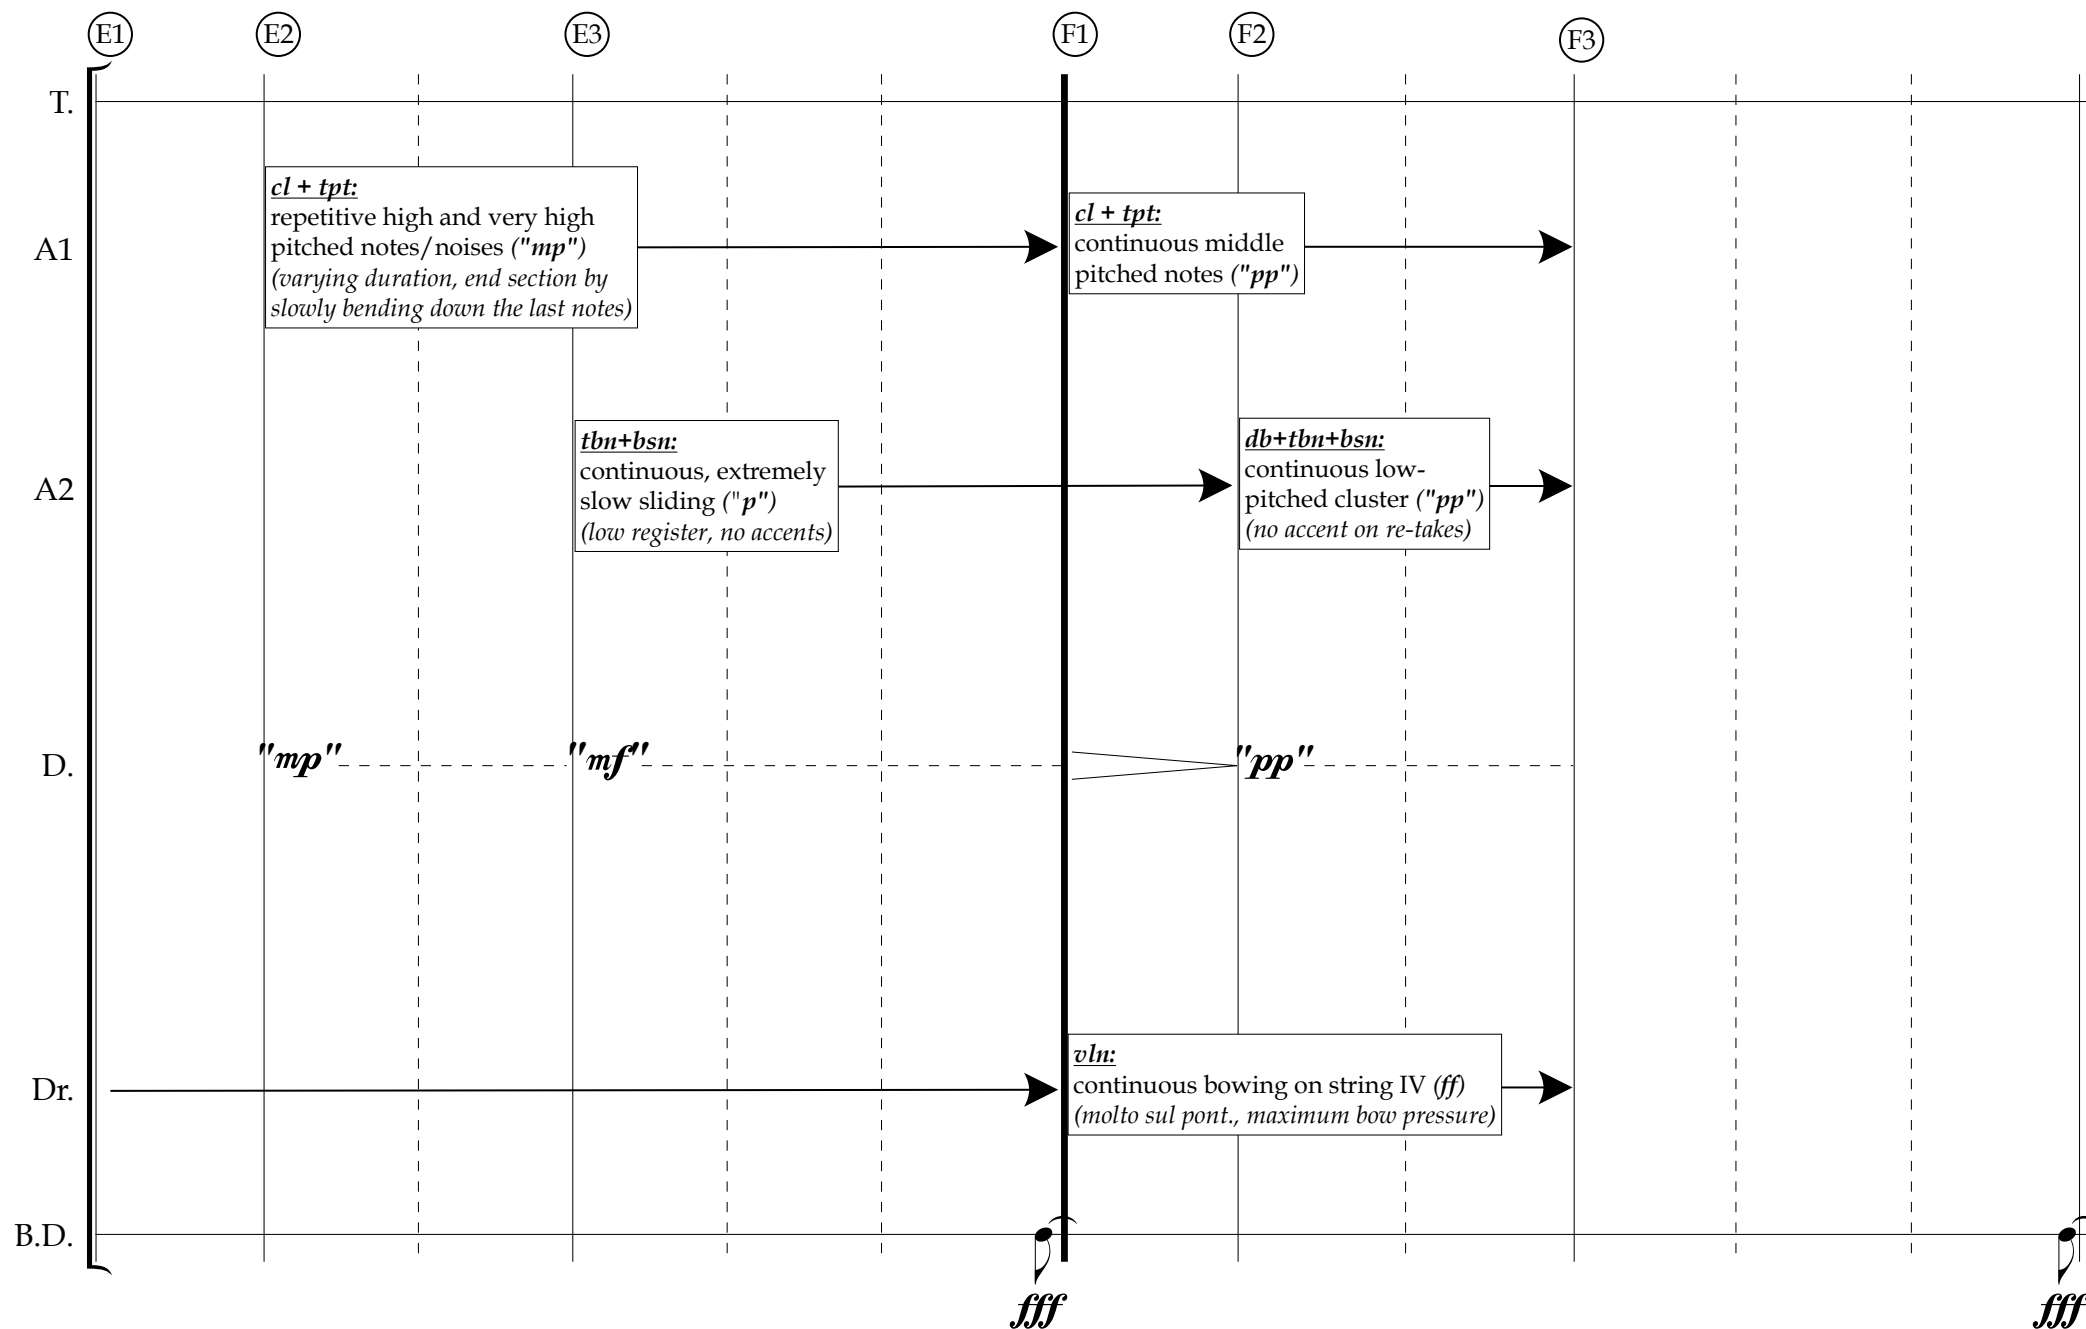 E1 E2 E3 F1 F2 F3
T.
A1
cl + tpt:
repetitive high and very high
pitched notes/noises ("mp")
(varying duration, end section by
slowly bending down the last notes)
cl + tpt:
continuous middle
pitched notes ("pp")
A2
tbn+bsn:
continuous, extremely
slow sliding ("p")
(low register, no accents)
db+tbn+bsn:
continuous low-
pitched cluster ("pp")
(no accent on re-takes)
D.
"mp" "mf" "pp"
Dr.
vln:
continuous bowing on string IV (ff)
(molto sul pont., maximum bow pressure)
B.D.
fff fff